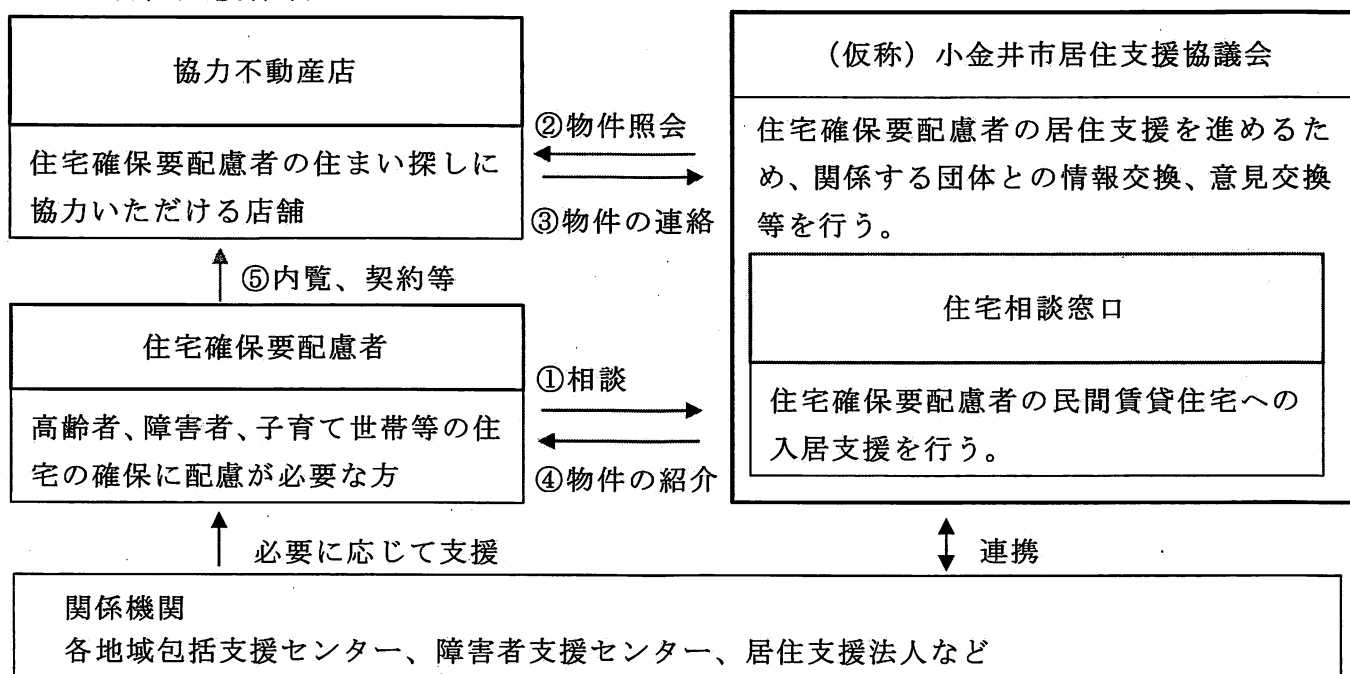 協力不動産店
住宅確保要配慮者の住まい探しに
協力いただける店舗
②物件照会
③物件の連絡
(仮称)小金井市居住支援協議会
住宅確保要配慮者の居住支援を進めるた
め、関係する団体との情報交換、意見交換
等を行う。
⑤内覧、契約等
住宅確保要配慮者
高齢者、障害者、子育て世帯等の住
宅の確保に配慮が必要な方
①相談
④物件の紹介
住宅相談窓口
住宅確保要配慮者の民間賃貸住宅への
入居支援を行う。
必要に応じて支援
連携
関係機関
各地域包括支援センター、障害者支援センター、居住支援法人など